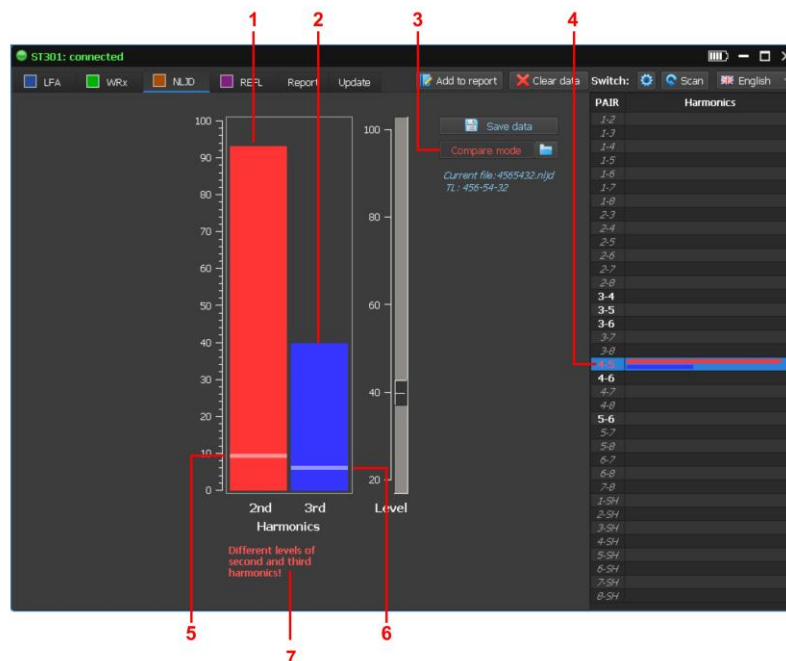 1
2
3
4
ST301: connected
LFA
WRx
NLJD
REFL
Report
Update
Add to report
Clear data
Switch:
Scan
English
100
90
80
70
60
50
40
30
20
10
0
2nd
3rd
Harmonics
Different levels of
second and third
harmonics!
100
80
60
40
20
Level
Save data
Compare mode
Current file:4565432.nljd
TL: 456-54-32
PAIR Harmonics
1-2
1-3
1-4
1-5
1-6
1-7
1-8
2-3
2-4
2-5
2-6
2-7
2-8
3-4
3-5
3-6
3-7
3-8
4-5
4-6
4-7
4-8
5-6
5-7
5-8
6-7
6-8
7-8
1-SH
2-SH
3-SH
4-SH
5-SH
6-SH
7-SH
8-SH
5
6
7